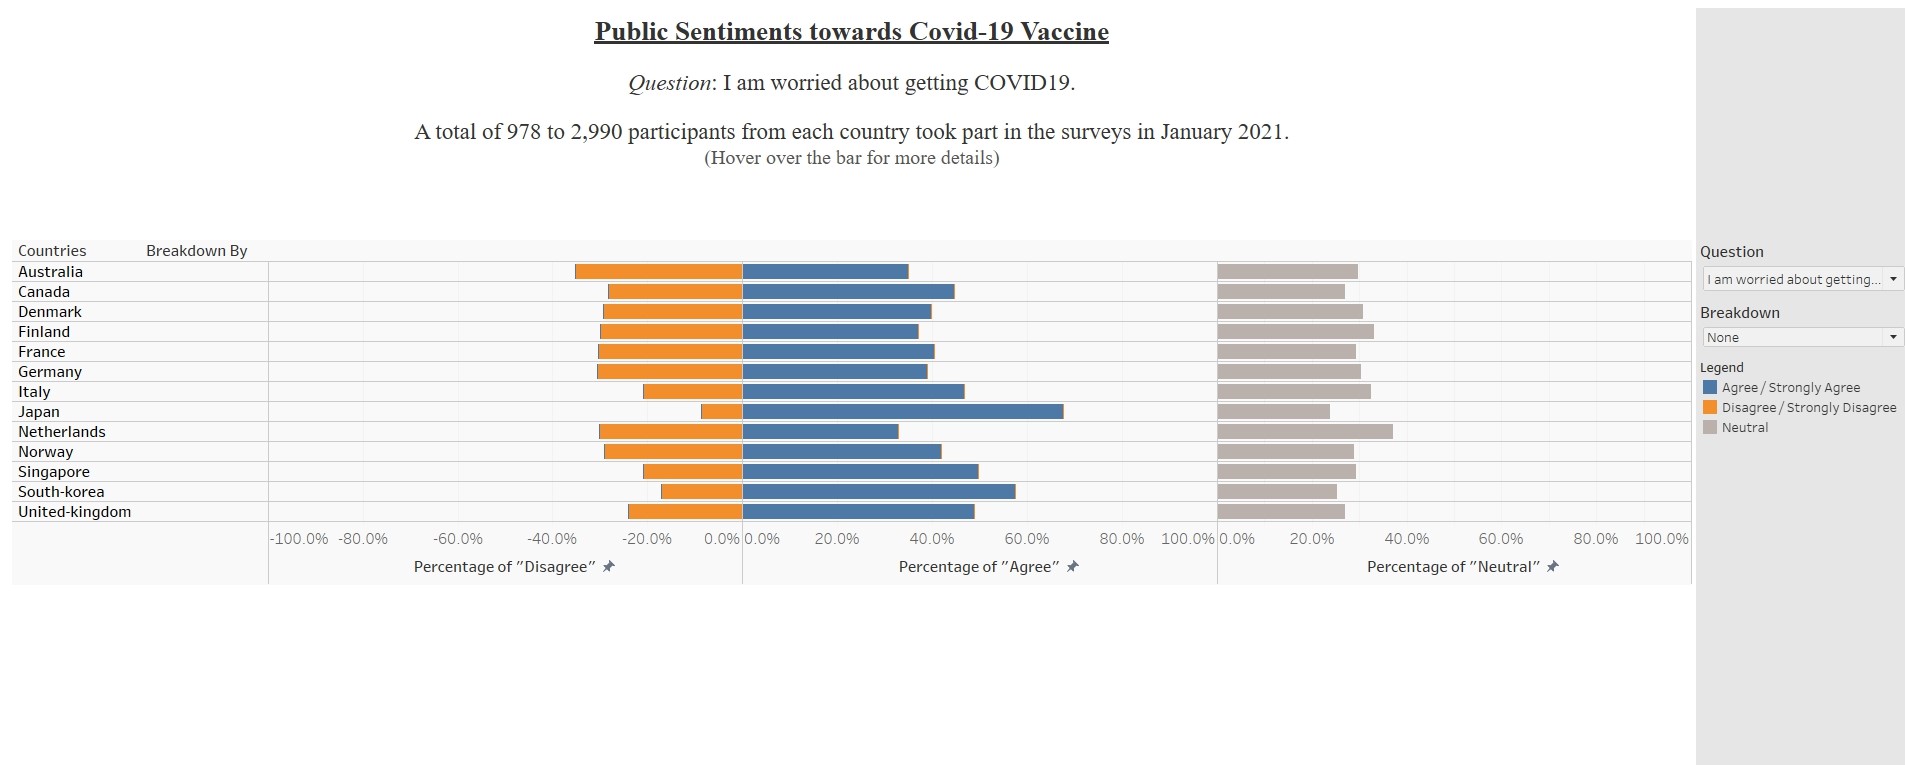 Public Sentiments towards Covid-19 Vaccine
Question: I am worried about getting COVID19.
A total of 978 to 2,990 participants from each country took part in the surveys in January 2021.
(Hover over the bar for more details)
Countries Breakdown By
Australia
Canada
Denmark
Finland
France
Germany
Italy
Japan
Netherlands
Norway
Singapore
South-korea
United-kingdom
-100.0% -80.0% -60.0% -40.0% -20.0% 0.0% 0.0% 20.0% 40.0% 60.0% 80.0% 100.0% 0.0% 20.0% 40.0% 60.0% 80.0% 100.0%
Percentage of "Disagree" Percentage of "Agree" Percentage of "Neutral"
Question
I am worried about getting...
Breakdown
None
Legend
Agree / Strongly Agree
Disagree / Strongly Disagree
Neutral